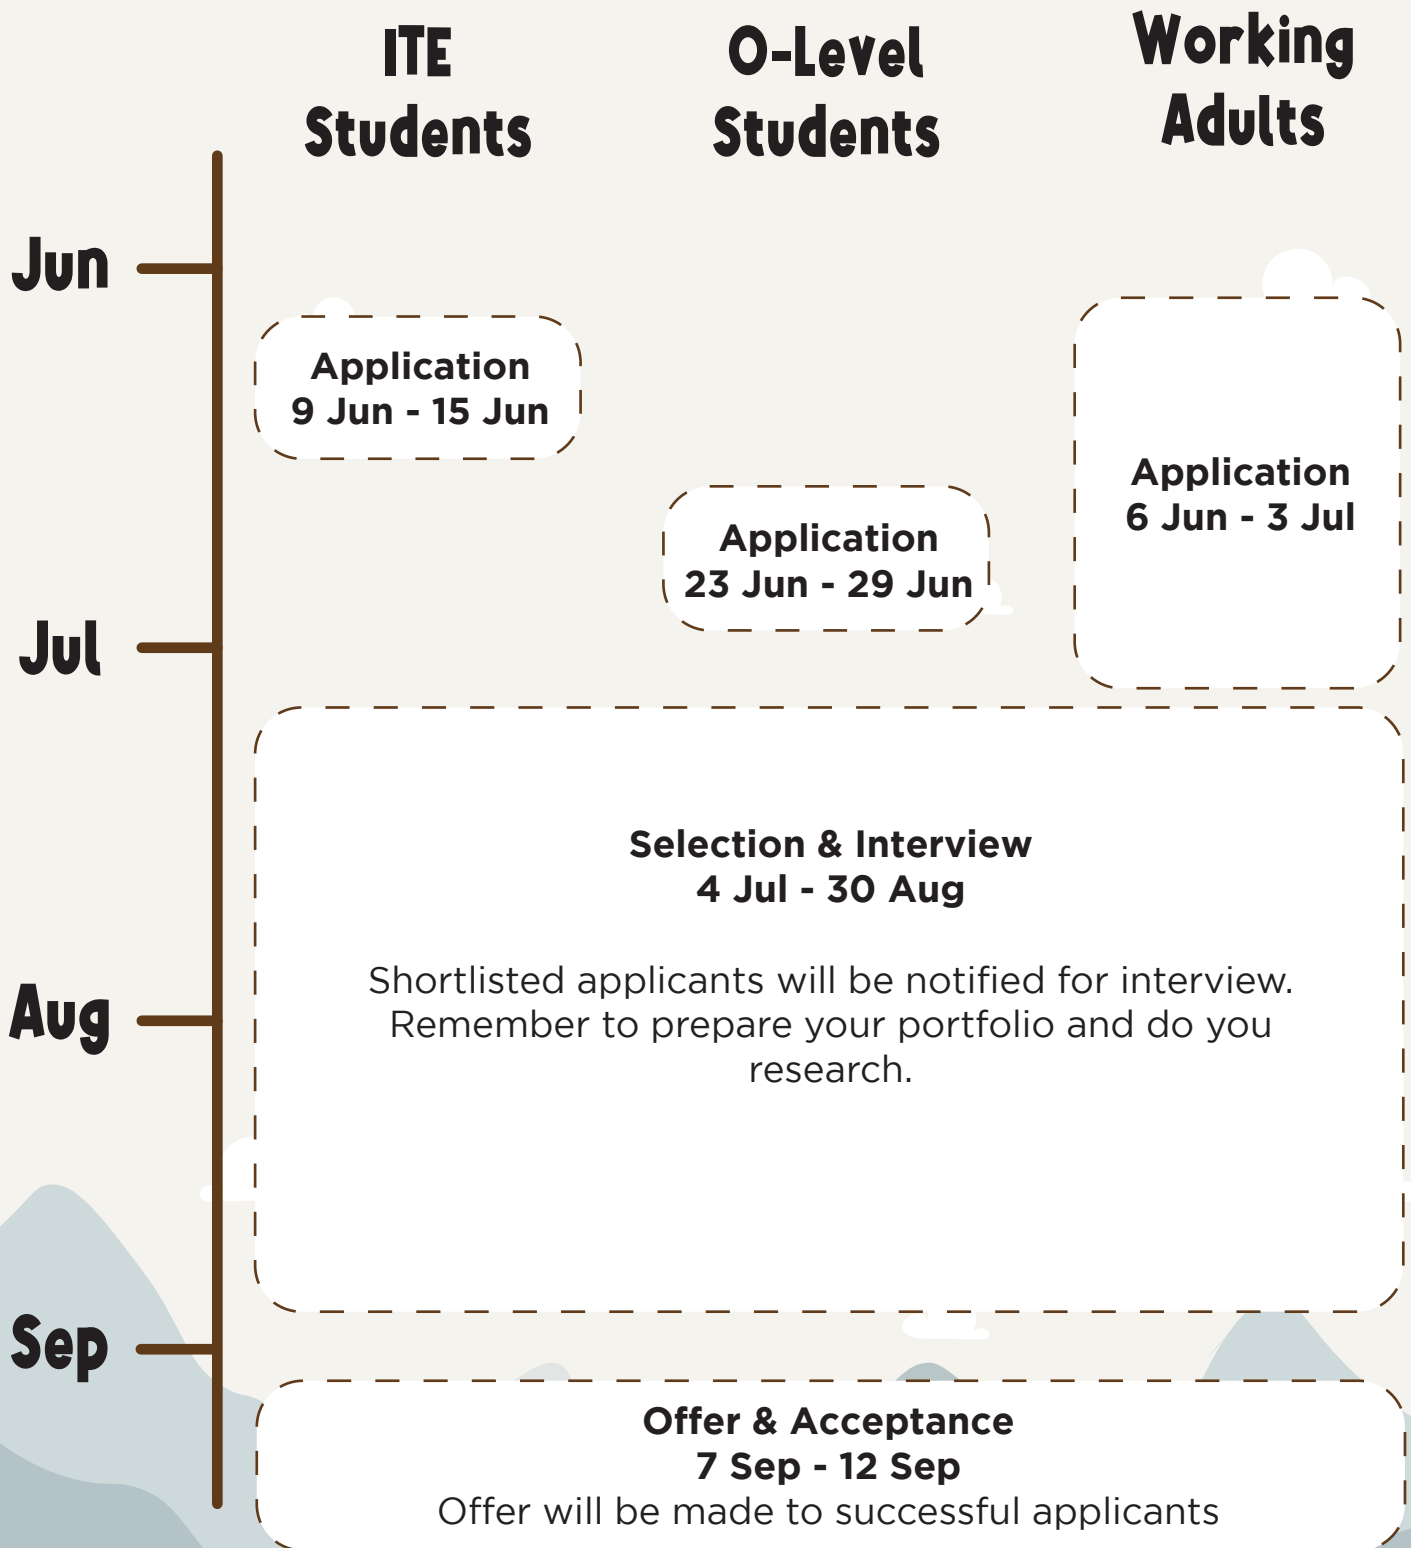 ITE
Students
O-Level
Students
Working
Adults
Jun
Application
9 Jun - 15 Jun
Application
6 Jun - 3 Jul
Application
23 Jun - 29 Jun
Jul
Selection & Interview
4 Jul - 30 Aug
Shortlisted applicants will be notified for interview.
Remember to prepare your portfolio and do you
research.
Aug
Sep
Offer & Acceptance
7 Sep - 12 Sep
Offer will be made to successful applicants